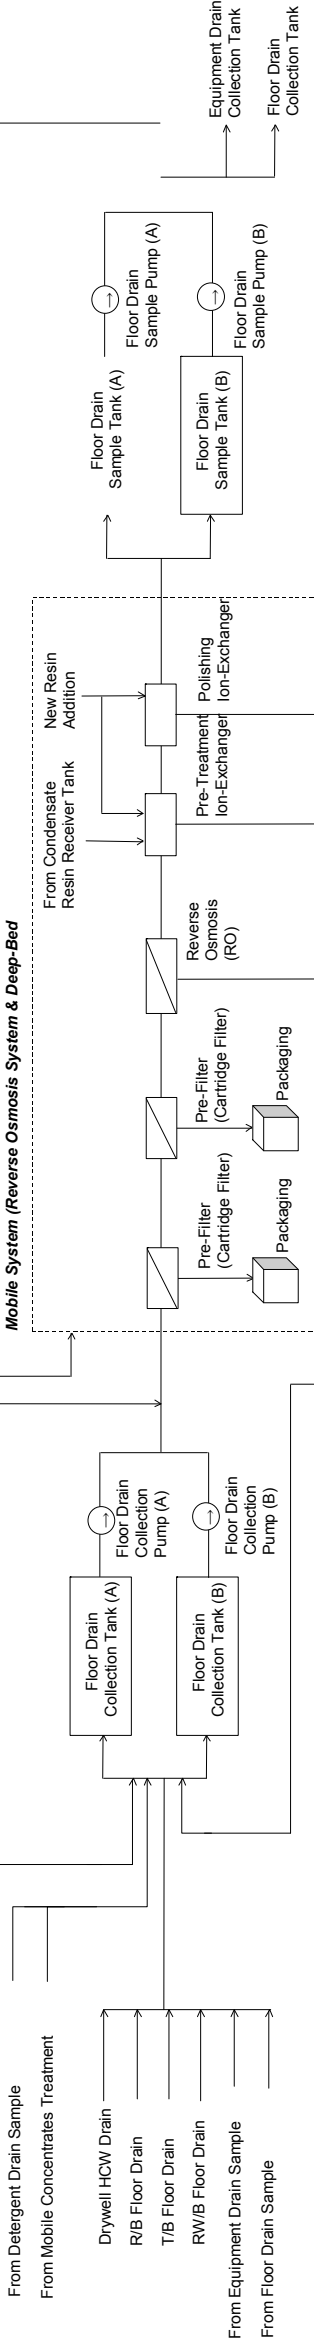 From Detergent Drain Sample
From Mobile Concentrates Treatment
Drywell HCW Drain
R/B Floor Drain
T/B Floor Drain
RW/B Floor Drain
From Equipment Drain Sample
From Floor Drain Sample
Floor Drain
Collection Tank (A)
Floor Drain
Collection Tank (B)
Floor Drain
Collection
Pump (A)
Floor Drain
Collection
Pump (B)
Mobile System (Reverse Osmosis System & Deep-Bed
Pre-Filter
(Cartridge Filter)
Packaging
Pre-Filter
(Cartridge Filter)
Packaging
Reverse
Osmosis
(RO)
From Condensate
Resin Receiver Tank
New Resin
Addition
Pre-Treatment
Ion-Exchanger
Polishing
Ion-Exchanger
Floor Drain
Sample Tank (A)
Floor Drain
Sample Tank (B)
Floor Drain
Sample Pump (A)
Floor Drain
Sample Pump (B)
Equipment Drain
Collection Tank
Floor Drain
Collection Tank